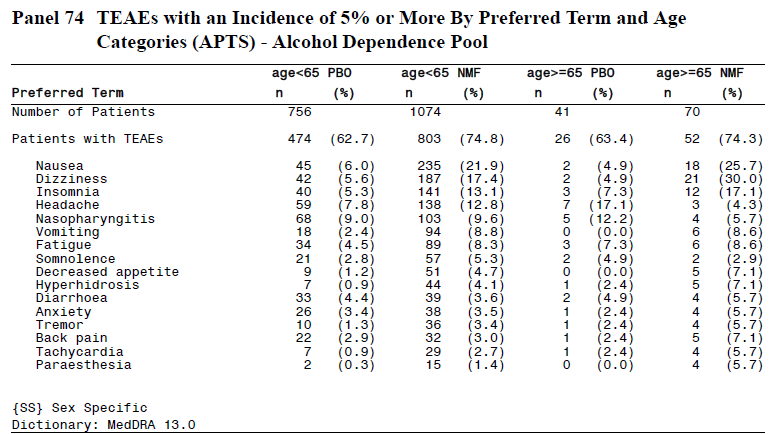 Panel 74 TEAEs with an Incidence of 5% or More By Preferred Term and Age
Categories (APTS) - Alcohol Dependence Pool
age<65 PBO age<65 NMF age>=65 PBO age>=65 NMF
Preferred Term n (%) n (%) n (%) n (%)
Number of Patients 756 1074 41 70
Patients with TEAEs 474 (62.7) 803 (74.8) 26 (63.4) 52 (74.3)
Nausea 45 (6.0) 235 (21.9) 2 (4.9) 18 (25.7)
Dizziness 42 (5.6) 187 (17.4) 2 (4.9) 21 (30.0)
Insomnia 40 (5.3) 141 (13.1) 3 (7.3) 12 (17.1)
Headache 59 (7.8) 138 (12.8) 7 (17.1) 3 (4.3)
Nasopharyngitis 68 (9.0) 103 (9.6) 5 (12.2) 4 (5.7)
Vomiting 18 (2.4) 94 (8.8) 0 (0.0) 6 (8.6)
Fatigue 34 (4.5) 89 (8.3) 3 (7.3) 6 (8.6)
Somnolence 21 (2.8) 57 (5.3) 2 (4.9) 2 (2.9)
Decreased appetite 9 (1.2) 51 (4.7) 0 (0.0) 5 (7.1)
Hyperhidrosis 7 (0.9) 44 (4.1) 1 (2.4) 5 (7.1)
Diarrhoea 33 (4.4) 39 (3.6) 2 (4.9) 4 (5.7)
Anxiety 26 (3.4) 38 (3.5) 1 (2.4) 4 (5.7)
Tremor 10 (1.3) 36 (3.4) 1 (2.4) 4 (5.7)
Back pain 22 (2.9) 32 (3.0) 1 (2.4) 5 (7.1)
Tachycardia 7 (0.9) 29 (2.7) 1 (2.4) 4 (5.7)
Paraesthesia 2 (0.3) 15 (1.4) 0 (0.0) 4 (5.7)
{SS} Sex Specific
Dictionary: MedDRA 13.0